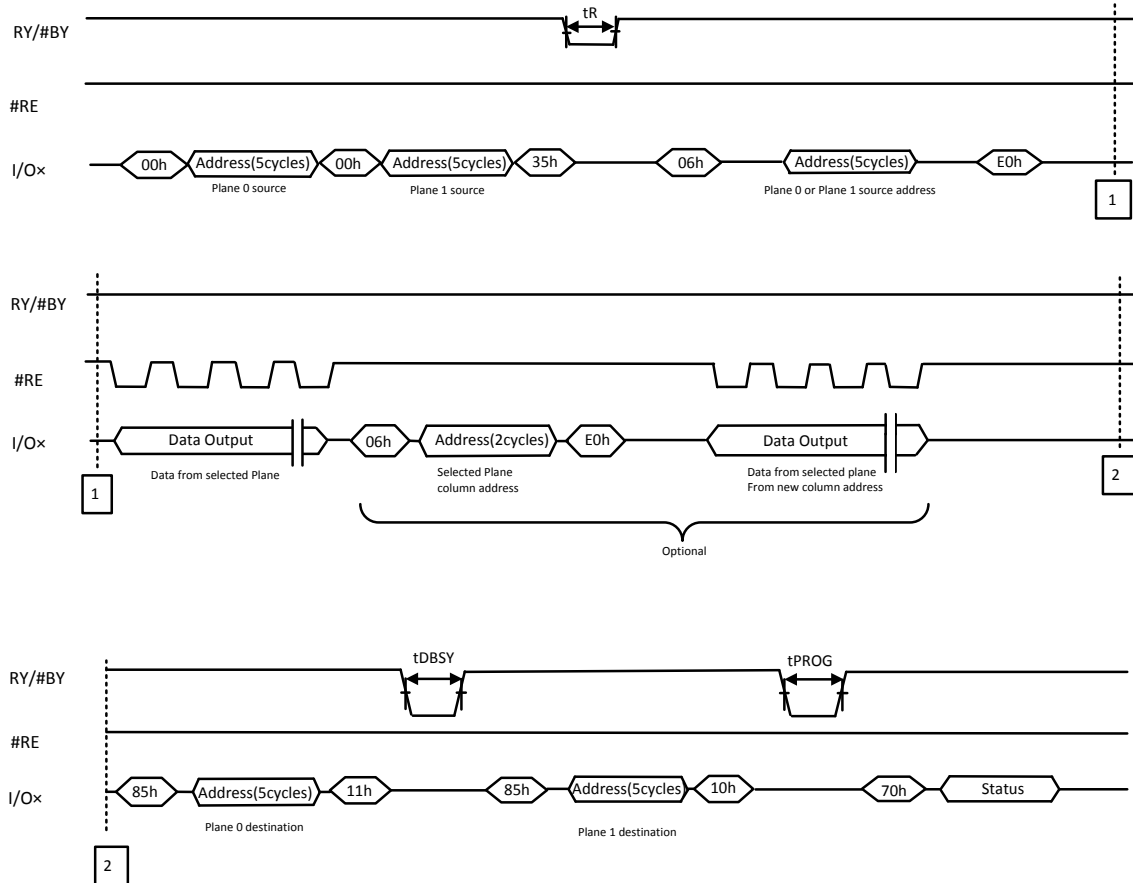 tR
RY/#BY
#RE
I/O×
00h Address(5cycles) 00h Address(5cycles) 35h 06h Address(5cycles) E0h
Plane 0 source Plane 1 source Plane 0 or Plane 1 source address
1
RY/#BY
#RE
I/O×
Data Output 06h Address(2cycles) E0h Data Output
Data from selected Plane
Selected Plane
column address
Data from selected plane
From new column address
1
2
Optional
tDBSY tPROG
RY/#BY
#RE
I/O×
85h Address(5cycles) 11h 85h Address(5cycles 10h 70h Status
Plane 0 destination Plane 1 destination
2